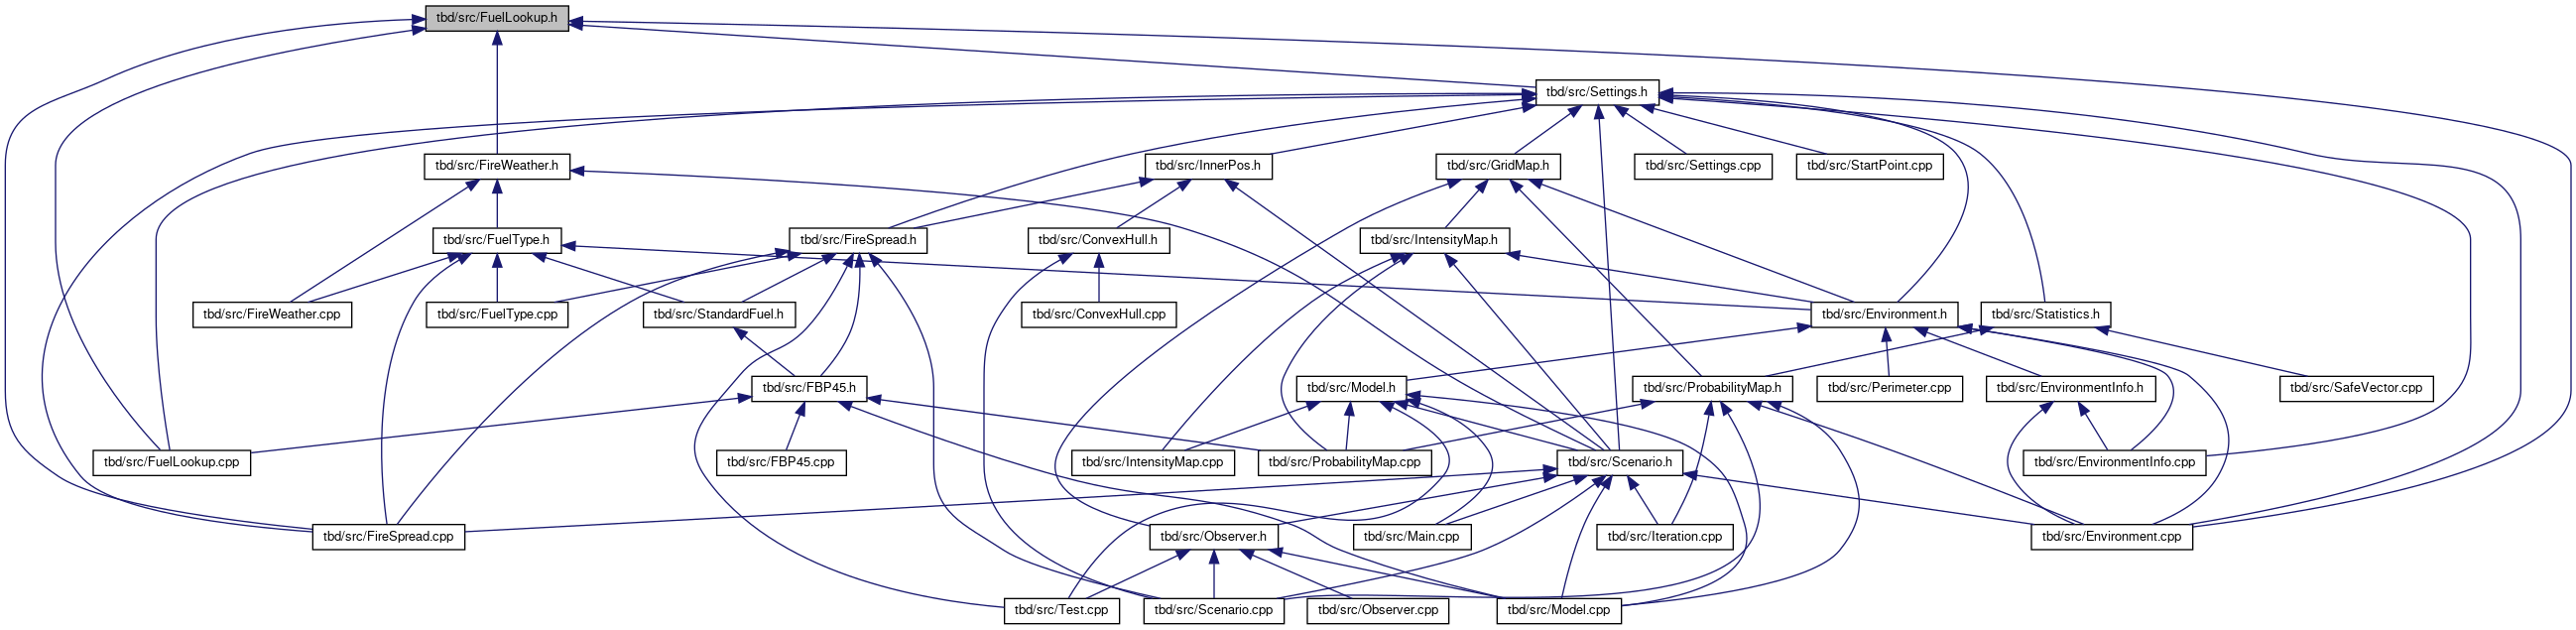 tbd/src/FuelLookup.h
tbd/src/Settings.h
tbd/src/FireWeather.h
tbd/src/InnerPos.h
tbd/src/GridMap.h
tbd/src/Settings.cpp
tbd/src/StartPoint.cpp
tbd/src/FuelType.h
tbd/src/FireSpread.h
tbd/src/ConvexHull.h
tbd/src/IntensityMap.h
tbd/src/FireWeather.cpp
tbd/src/FuelType.cpp
tbd/src/StandardFuel.h
tbd/src/ConvexHull.cpp
tbd/src/Environment.h
tbd/src/Statistics.h
tbd/src/FBP45.h
tbd/src/Model.h
tbd/src/ProbabilityMap.h
tbd/src/Perimeter.cpp
tbd/src/EnvironmentInfo.h
tbd/src/SafeVector.cpp
tbd/src/FuelLookup.cpp
tbd/src/FBP45.cpp
tbd/src/IntensityMap.cpp
tbd/src/ProbabilityMap.cpp
tbd/src/Scenario.h
tbd/src/EnvironmentInfo.cpp
tbd/src/FireSpread.cpp
tbd/src/Observer.h
tbd/src/Main.cpp
tbd/src/Iteration.cpp
tbd/src/Environment.cpp
tbd/src/Test.cpp
tbd/src/Scenario.cpp
tbd/src/Observer.cpp
tbd/src/Model.cpp